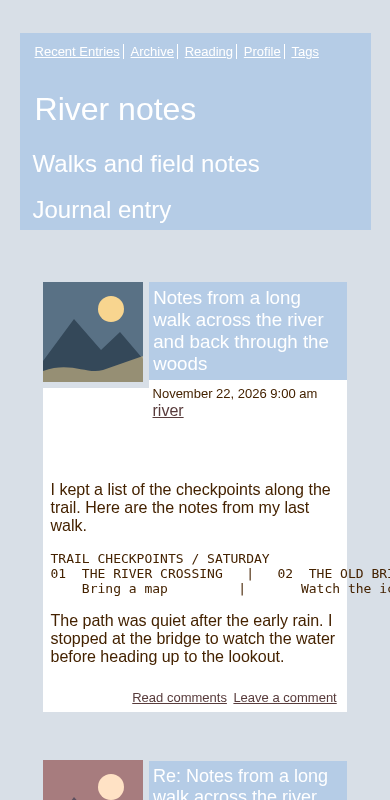 Recent Entries Archive Reading Profile Tags
River notes
Walks and field notes
Journal entry
Notes from a long
walk across the river
and back through the
woods
November 22, 2026 9:00 am
river
I kept a list of the checkpoints along the
trail. Here are the notes from my last
walk.
TRAIL CHECKPOINTS / SATURDAY
01  THE RIVER CROSSING   |   02  THE OLD
Bring a map         |       Watch the
The path was quiet after the early rain. I
stopped at the bridge to watch the water
before heading up to the lookout.
Read comments Leave a comment
Re: Notes from a long
walk across the river